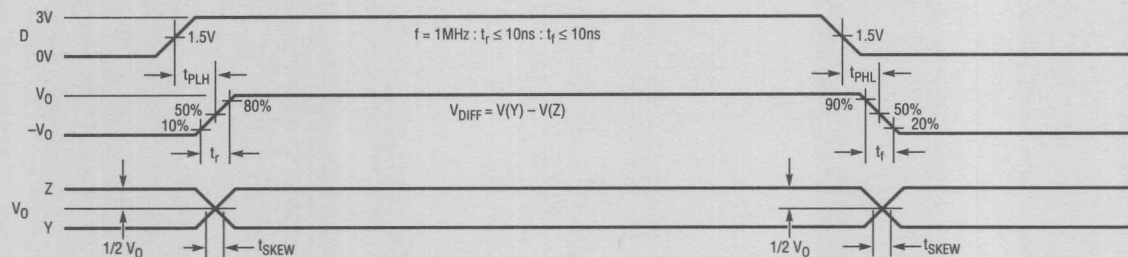 3V
D
1.5V
f = 1MHz : tr ≤ 10ns : tf ≤ 10ns
1.5V
0V
tPLH
tPHL
VO
50%
80%
VDIFF = V(Y) – V(Z)
90%
50%
–VO
10%
20%
tr
tf
Z
VO
Y
1/2 VO
tSKEW
1/2 VO
tSKEW